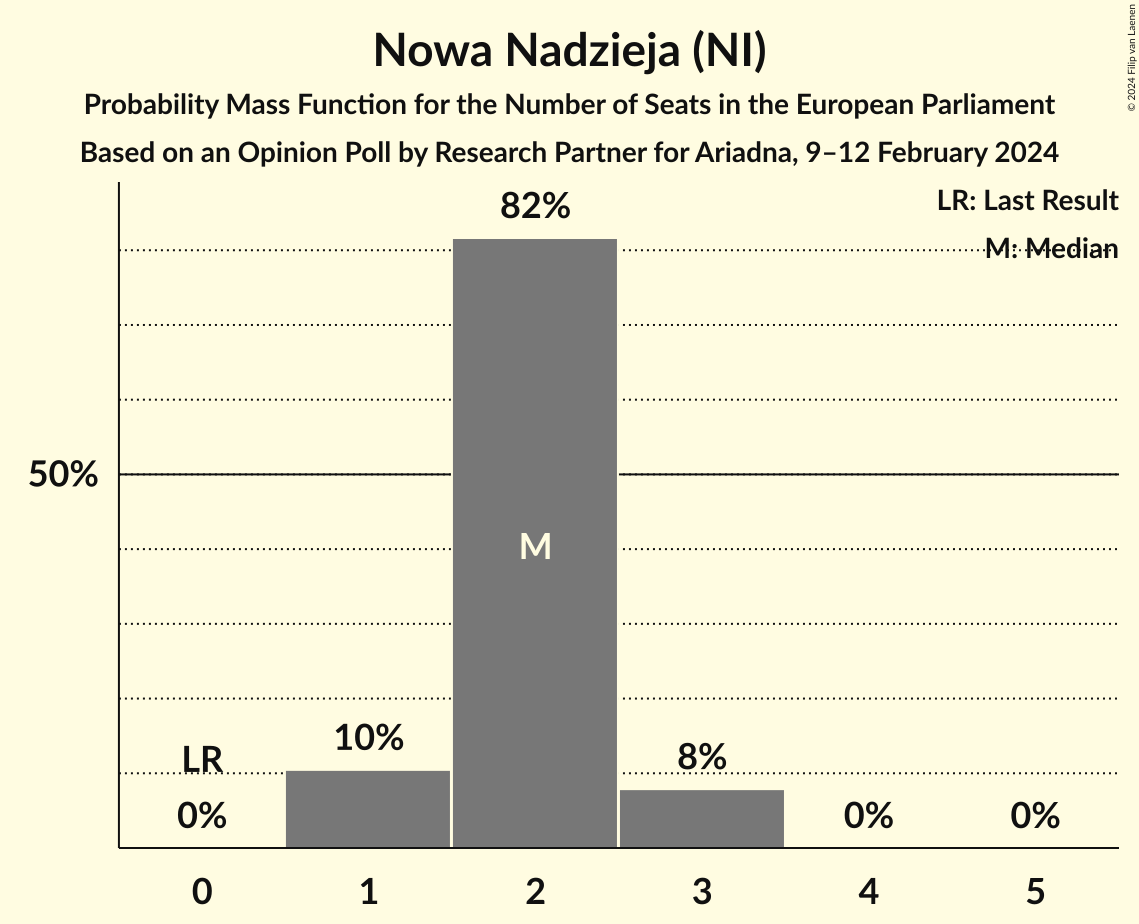 Nowa Nadzieja (NI)
Probability Mass Function for the Number of Seats in the European Parliament
Based on an Opinion Poll by Research Partner for Ariadna, 9–12 February 2024
© 2024 Filip van Laenen
LR: Last Result
M: Median
82%
50%
M
LR
10%
8%
0%
0%
0%
0 1 2 3 4 5